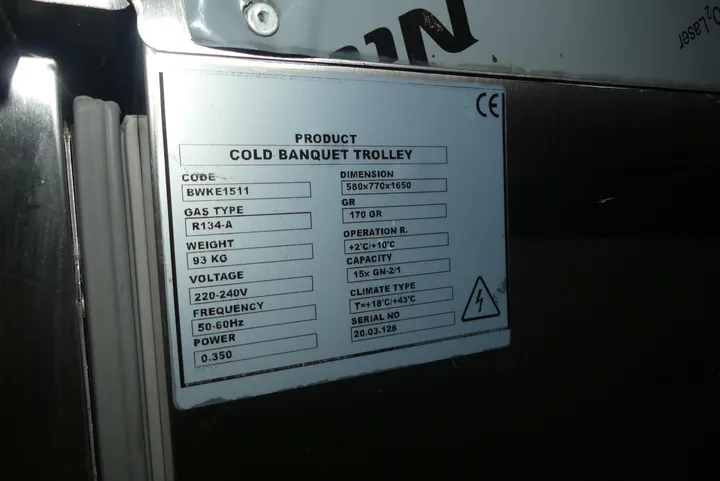 O₂ Laser
CE
PRODUCT
COLD BANQUET TROLLEY
CODE
BWKE1511
GAS TYPE
R134-A
WEIGHT
93 KG
VOLTAGE
220-240V
FREQUENCY
50-60Hz
POWER
0.350
DIMENSION
580x770x1650
GR
170 GR
OPERATION R.
+2°C/+10°C
CAPACITY
15x GN-2/1
CLIMATE TYPE
T=+18°C/+43°C
SERIAL NO
20.03.128